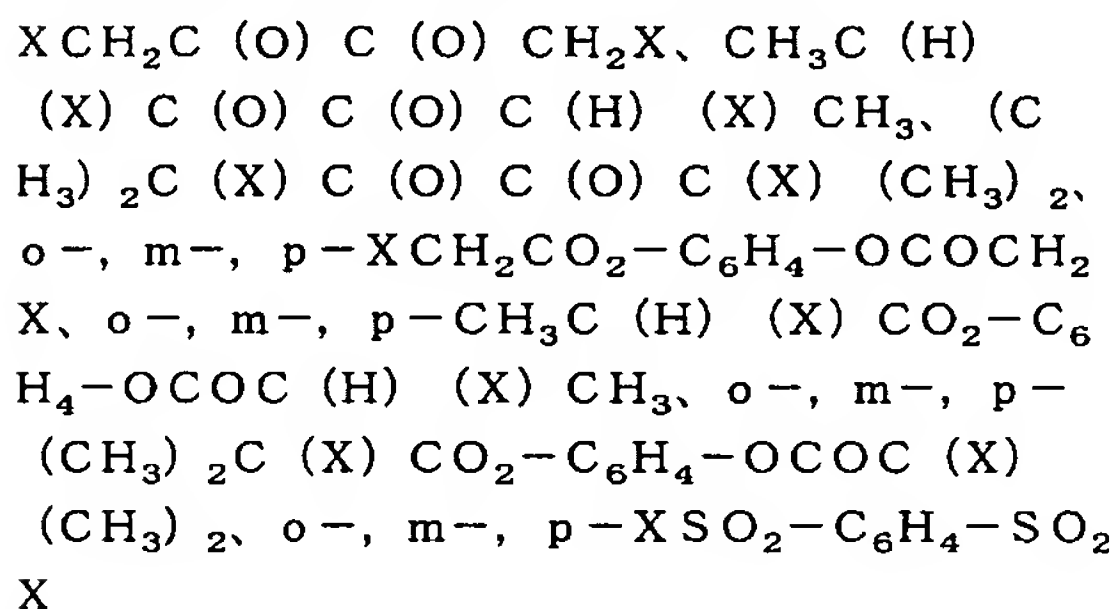 XCH₂C (O) C (O) CH₂X、CH₃C (H)
(X) C (O) C (O) C (H) (X) CH₃、(C
H₃) ₂C (X) C (O) C (O) C (X) (CH₃) ₂、
o−, m−, p−XCH₂CO₂−C₆H₄−OCOCH₂
X、o−, m−, p−CH₃C (H) (X) CO₂−C₆
H₄−OCOC (H) (X) CH₃、o−, m−, p−
(CH₃) ₂C (X) CO₂−C₆H₄−OCOC (X)
(CH₃) ₂、o−, m−, p−XSO₂−C₆H₄−SO₂
X